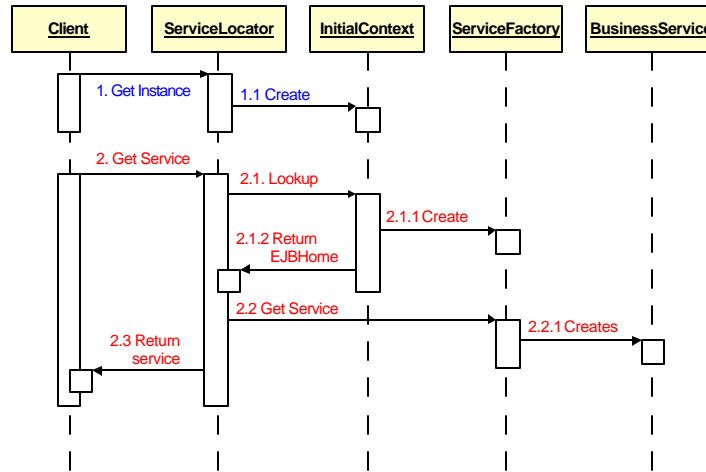 Client ServiceLocator InitialContext ServiceFactory BusinessService
1. Get Instance
1.1 Create
2. Get Service
2.1. Lookup
2.1.1 Create
2.1.2 Return
EJBHome
2.2 Get Service
2.2.1 Creates
2.3 Return
service